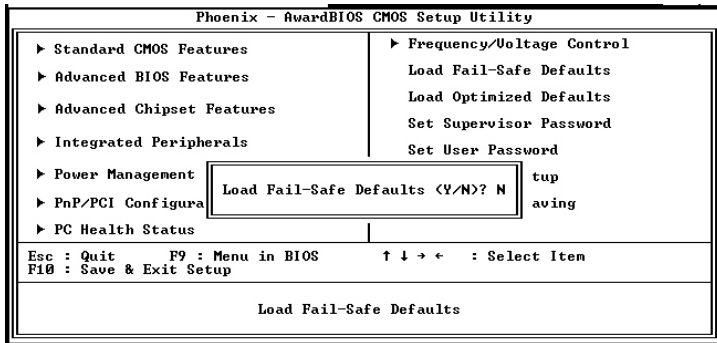 Phoenix - AwardBIOS CMOS Setup Utility
▶ Standard CMOS Features
▶ Advanced BIOS Features
▶ Advanced Chipset Features
▶ Integrated Peripherals
▶ Power Management
▶ PnP/PCI Configura
▶ PC Health Status
▶ Frequency/Voltage Control
Load Fail-Safe Defaults
Load Optimized Defaults
Set Supervisor Password
Set User Password
tup
aving
Load Fail-Safe Defaults (Y/N)? N
Esc : Quit F9 : Menu in BIOS ↑ ↓ → ← : Select Item
F10 : Save & Exit Setup
Load Fail-Safe Defaults